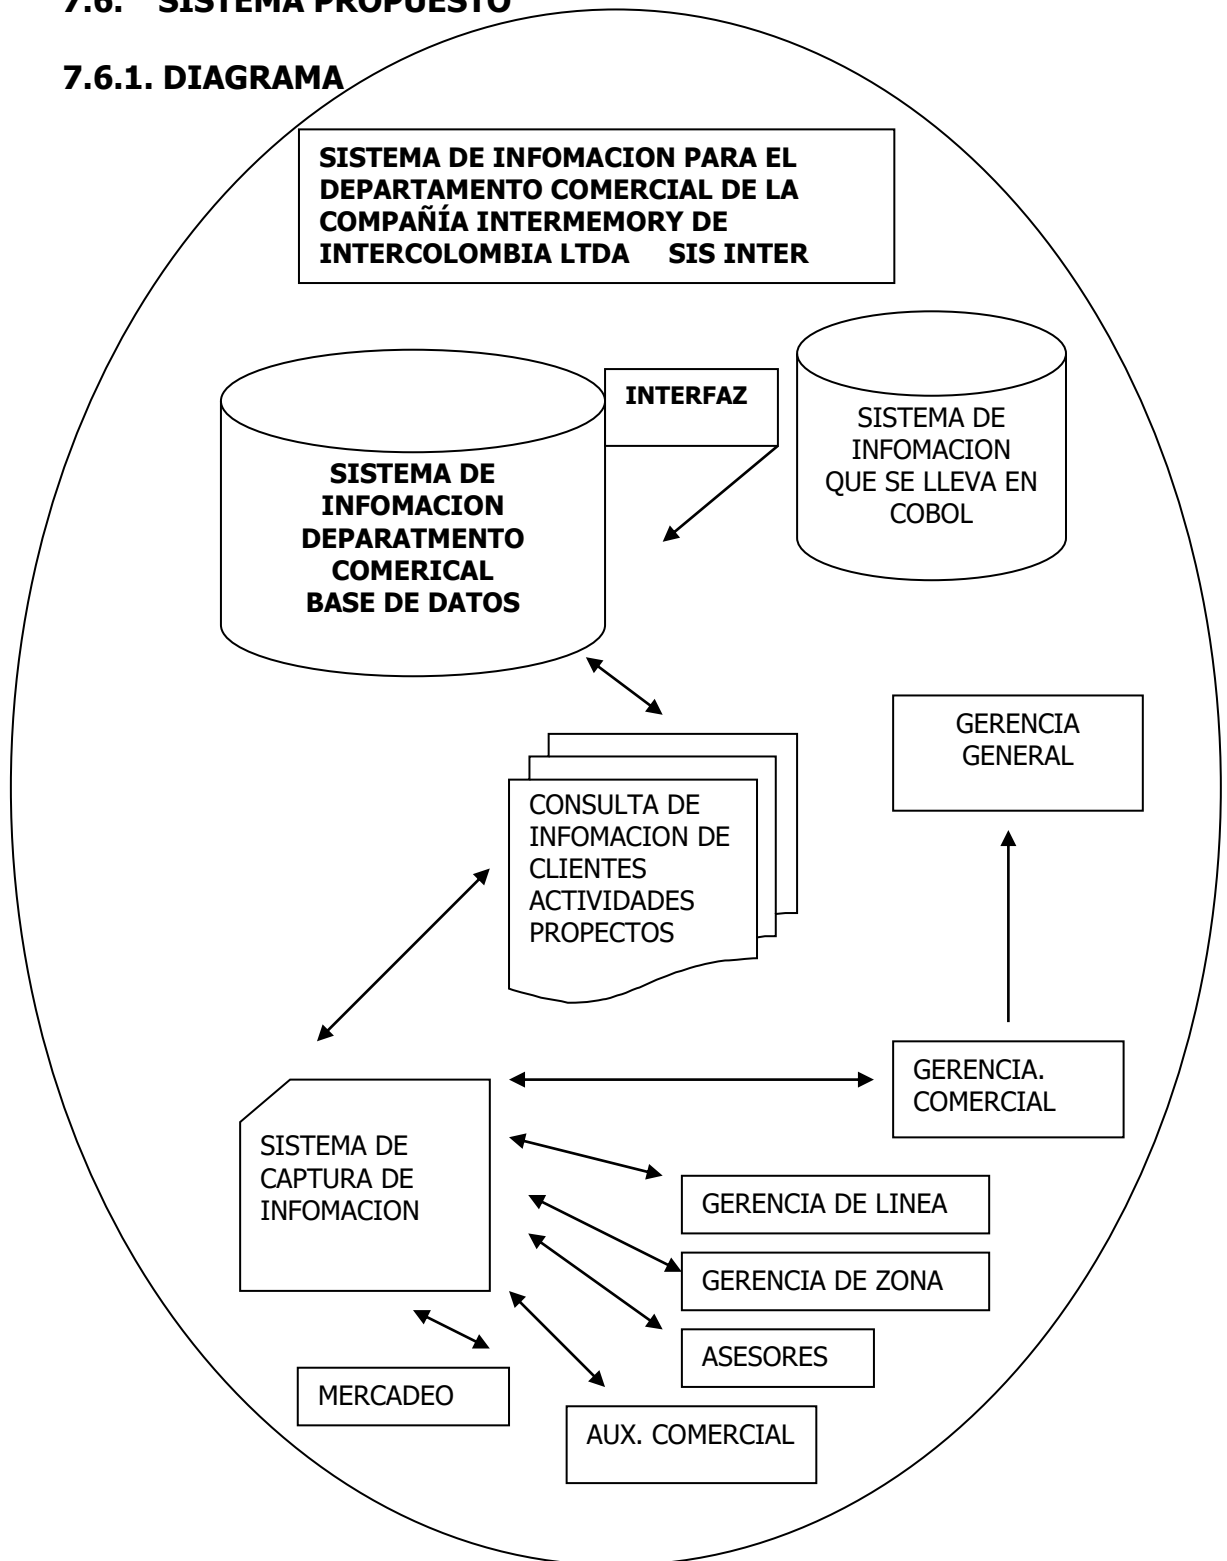 7.6. SISTEMA PROPUESTO
7.6.1. DIAGRAMA
SISTEMA DE INFOMACION PARA EL
DEPARTAMENTO COMERCIAL DE LA
COMPAÑÍA INTERMEMORY DE
INTERCOLOMBIA LTDA SIS INTER
INTERFAZ
SISTEMA DE
INFOMACION
QUE SE LLEVA EN
COBOL
SISTEMA DE
INFOMACION
DEPARATMENTO
COMERICAL
BASE DE DATOS
GERENCIA
GENERAL
CONSULTA DE
INFOMACION DE
CLIENTES
ACTIVIDADES
PROPECTOS
GERENCIA.
COMERCIAL
SISTEMA DE
CAPTURA DE
INFOMACION
GERENCIA DE LINEA
GERENCIA DE ZONA
ASESORES
MERCADEO
AUX. COMERCIAL